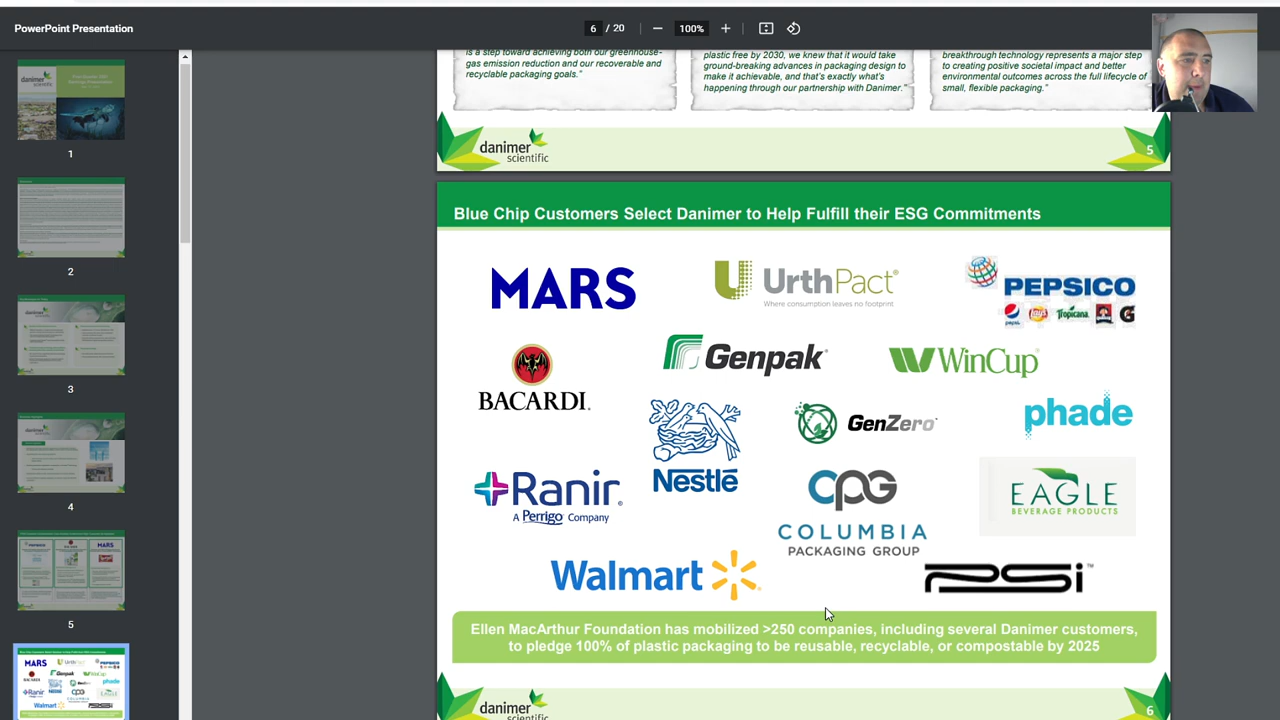 PowerPoint Presentation
6 / 20
100%
is a step toward achieving both our greenhouse-
gas emission reduction and our recoverable and
recyclable packaging goals."
plastic free by 2030, we knew that it would take
ground-breaking advances in packaging design to
make it achievable, and that's exactly what's
happening through our partnership with Danimer."
breakthrough technology represents a major step
to creating positive societal impact and better
environmental outcomes across the full lifecycle of
small, flexible packaging."
danimer
scientific
5
Blue Chip Customers Select Danimer to Help Fulfill their ESG Commitments
MARS
UrthPact®
Where consumption leaves no footprint
PEPSICO
pepsi
Lay's
Tropicana
G
BACARDI.
Genpak®
WinCup®
Nestlé
GenZero
phade
Ranir®
A Perrigo Company
CPG
COLUMBIA
PACKAGING GROUP
EAGLE
BEVERAGE PRODUCTS
Walmart
PSi™
Ellen MacArthur Foundation has mobilized >250 companies, including several Danimer customers,
to pledge 100% of plastic packaging to be reusable, recyclable, or compostable by 2025
danimer
scientific
6
1
2
3
4
5